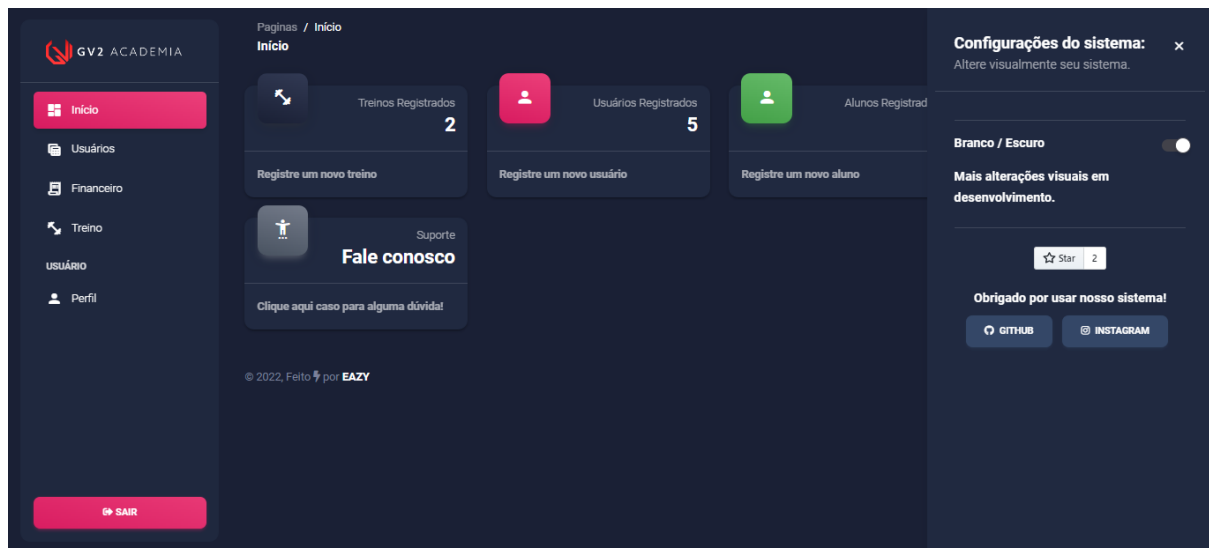 GV2 ACADEMIA
Início
Usuários
Financeiro
Treino
USUÁRIO
Perfil
SAIR
Paginas / Início
Início
Treinos Registrados
2
Registre um novo treino
Usuários Registrados
5
Registre um novo usuário
Alunos Registrad
Registre um novo aluno
Suporte
Fale conosco
Clique aqui caso para alguma dúvida!
© 2022, Feito por EAZY
Configurações do sistema:
Altere visualmente seu sistema.
Branco / Escuro
Mais alterações visuais em
desenvolvimento.
Star 2
Obrigado por usar nosso sistema!
GITHUB
INSTAGRAM